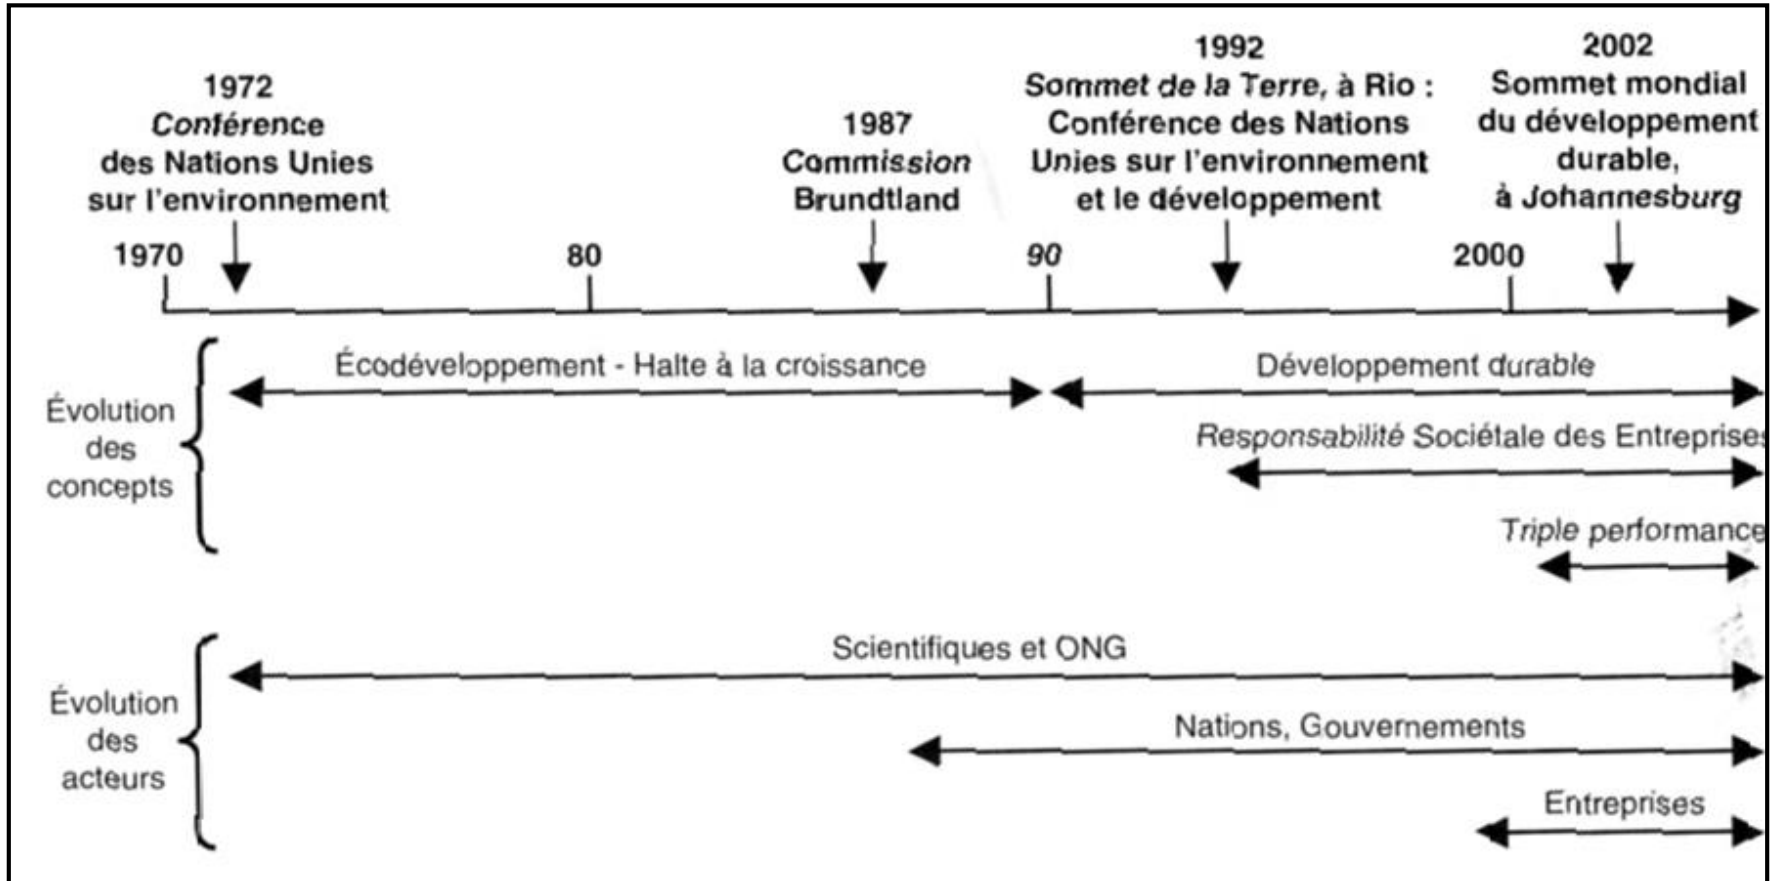 1972
Conférence
des Nations Unies
sur l'environnement
1987
Commission
Brundtland
1992
Sommet de la Terre, à Rio :
Conférence des Nations
Unies sur l'environnement
et le développement
2002
Sommet mondial
du développement
durable,
à Johannesburg
1970
80
90
2000
Évolution
des
concepts
Écodéveloppement - Halte à la croissance
Développement durable
Responsabilité Sociétale des Entreprises
Triple performance
Évolution
des
acteurs
Scientifiques et ONG
Nations, Gouvernements
Entreprises